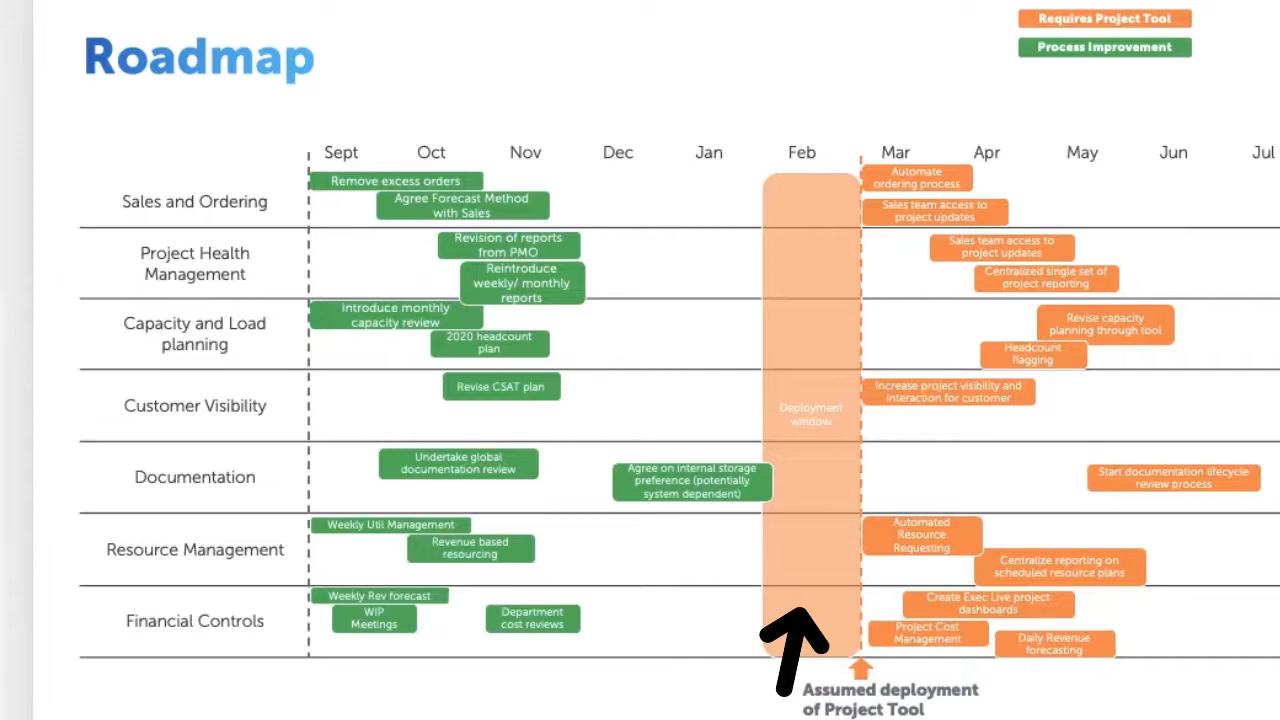 Requires Project Tool
Process Improvement
Roadmap
Sept Oct Nov Dec Jan Feb Mar Apr May Jun Jul
Sales and Ordering
Remove excess orders
Agree Forecast Method
with Sales
Automate
ordering process
Sales team access to
project updates
Project Health
Management
Revision of reports
from PMO
Reintroduce
weekly/ monthly
reports
Sales team access to
project updates
Centralized single set of
project reporting
Capacity and Load
planning
Introduce monthly
capacity review
2020 headcount
plan
Revise capacity
planning through tool
Headcount
flagging
Customer Visibility
Revise CSAT plan
Deployment
window
Increase project visibility and
interaction for customer
Documentation
Undertake global
documentation review
Agree on internal storage
preference (potentially
system dependent)
Start documentation lifecycle
review process
Resource Management
Weekly Util Management
Revenue based
resourcing
Automated
Resource
Requesting
Centralize reporting on
scheduled resource plans
Financial Controls
Weekly Rev forecast
WIP
Meetings
Department
cost reviews
Create Exec Live project
dashboards
Project Cost
Management
Daily Revenue
forecasting
Assumed deployment
of Project Tool